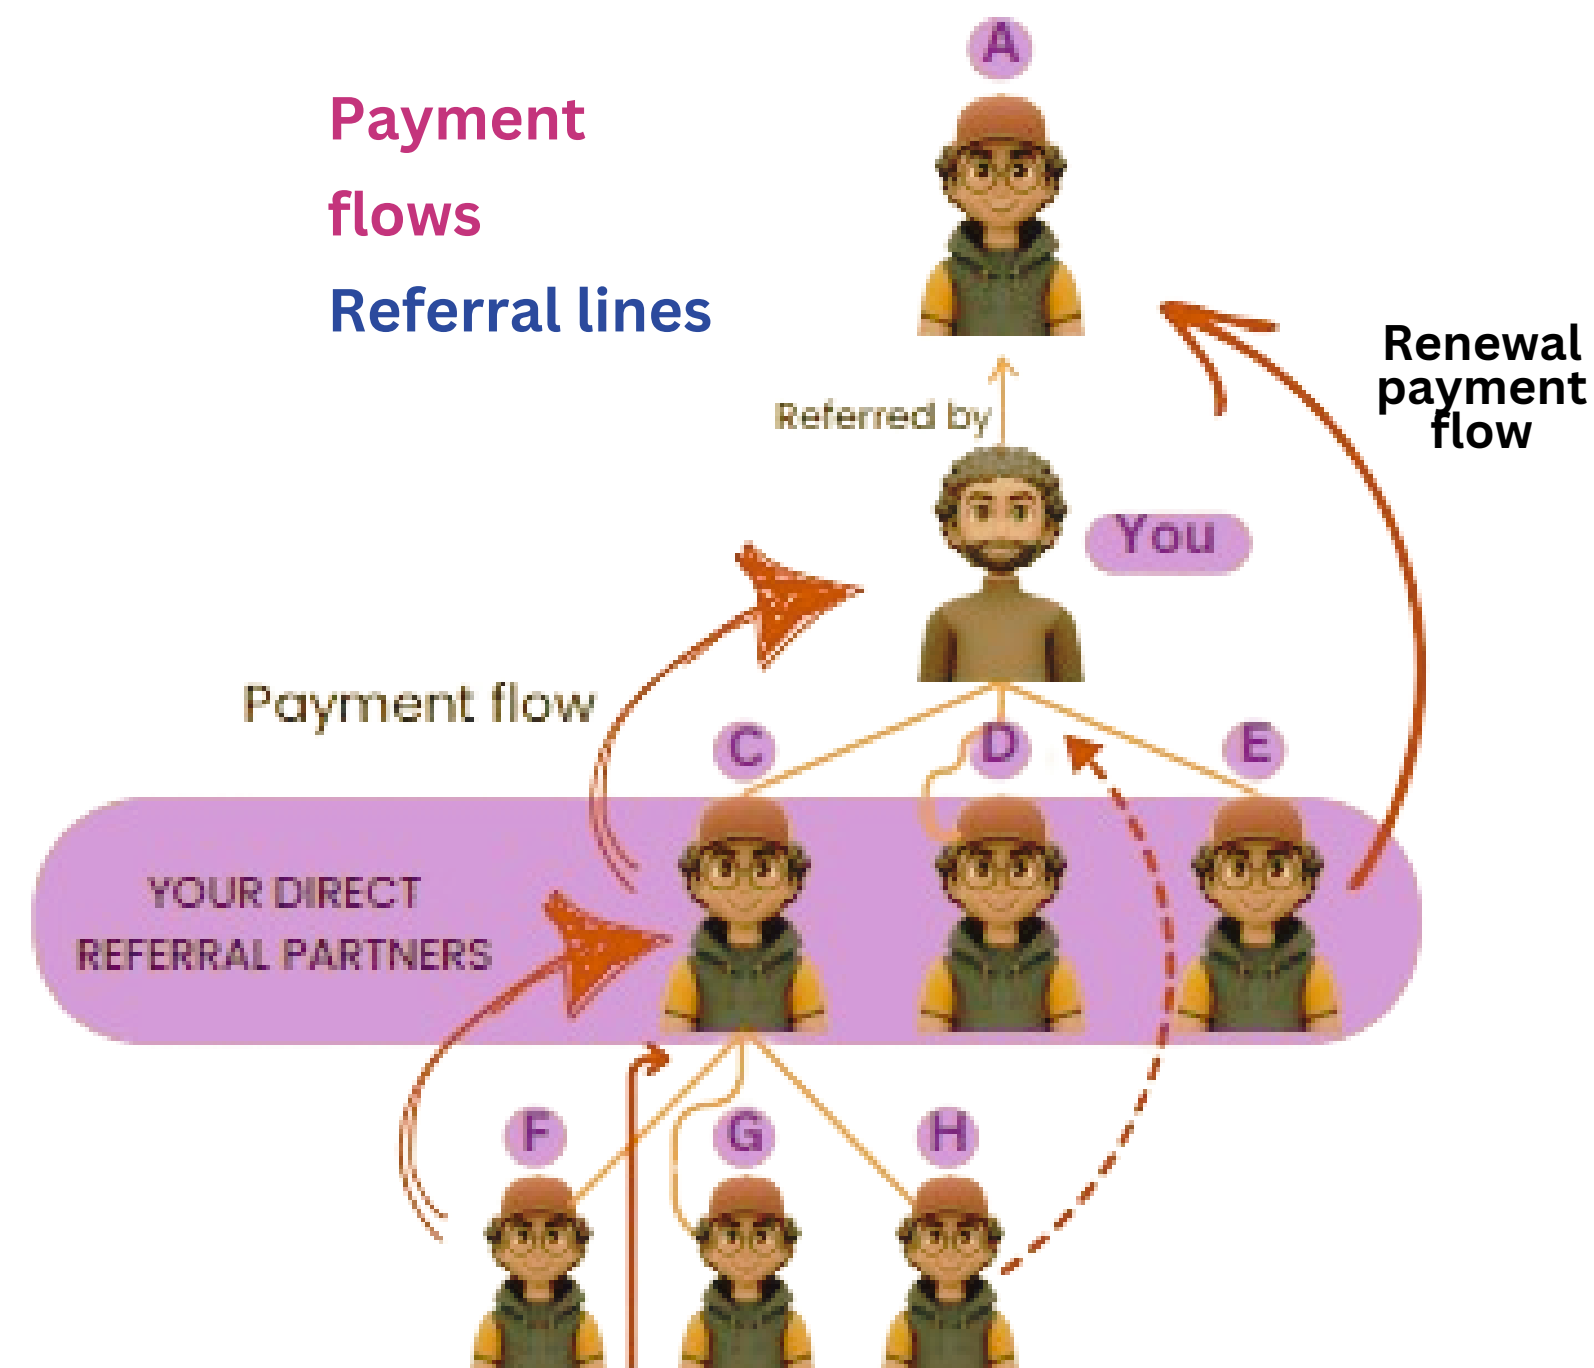 A
Payment
flows
Referral lines
Renewal
payment
flow
Referred by
You
Payment flow
C
D
E
YOUR DIRECT
REFERRAL PARTNERS
F
G
H